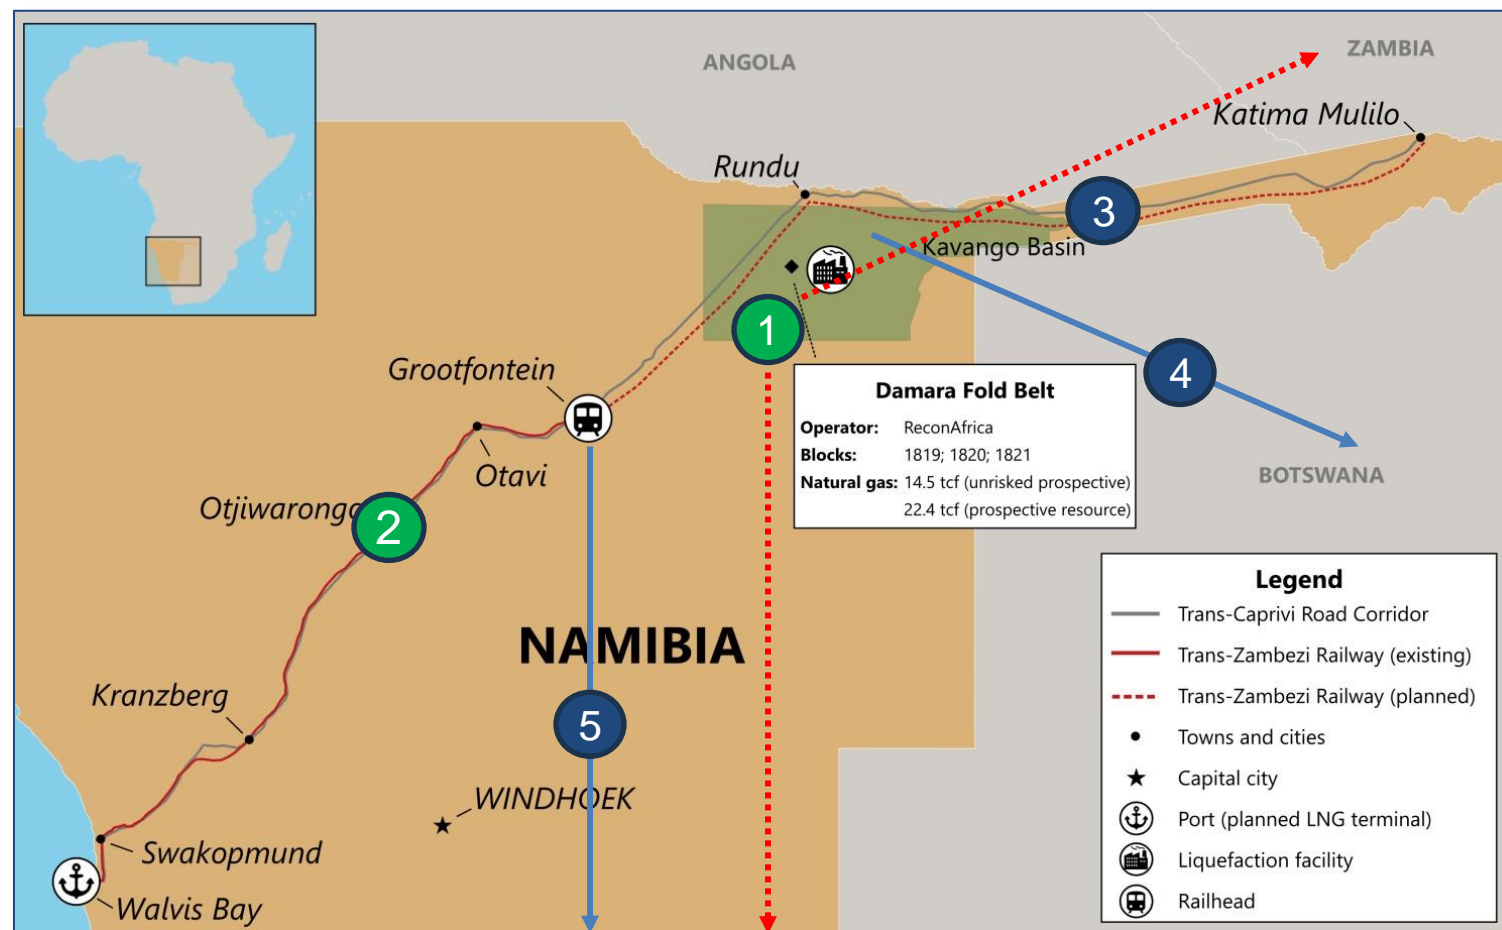 ANGOLA
ZAMBIA
Katima Mulilo
Rundu
3
Kavango Basin
1
4
Grootfontein
Damara Fold Belt
Operator: ReconAfrica
Blocks: 1819; 1820; 1821
Natural gas: 14.5 tcf (unrisked prospective)
22.4 tcf (prospective resource)
Otavi
BOTSWANA
Otjiwarongo
2
NAMIBIA
Kranzberg
5
WINDHOEK
Swakopmund
Walvis Bay
Legend
Trans-Caprivi Road Corridor
Trans-Zambezi Railway (existing)
Trans-Zambezi Railway (planned)
Towns and cities
Capital city
Port (planned LNG terminal)
Liquefaction facility
Railhead